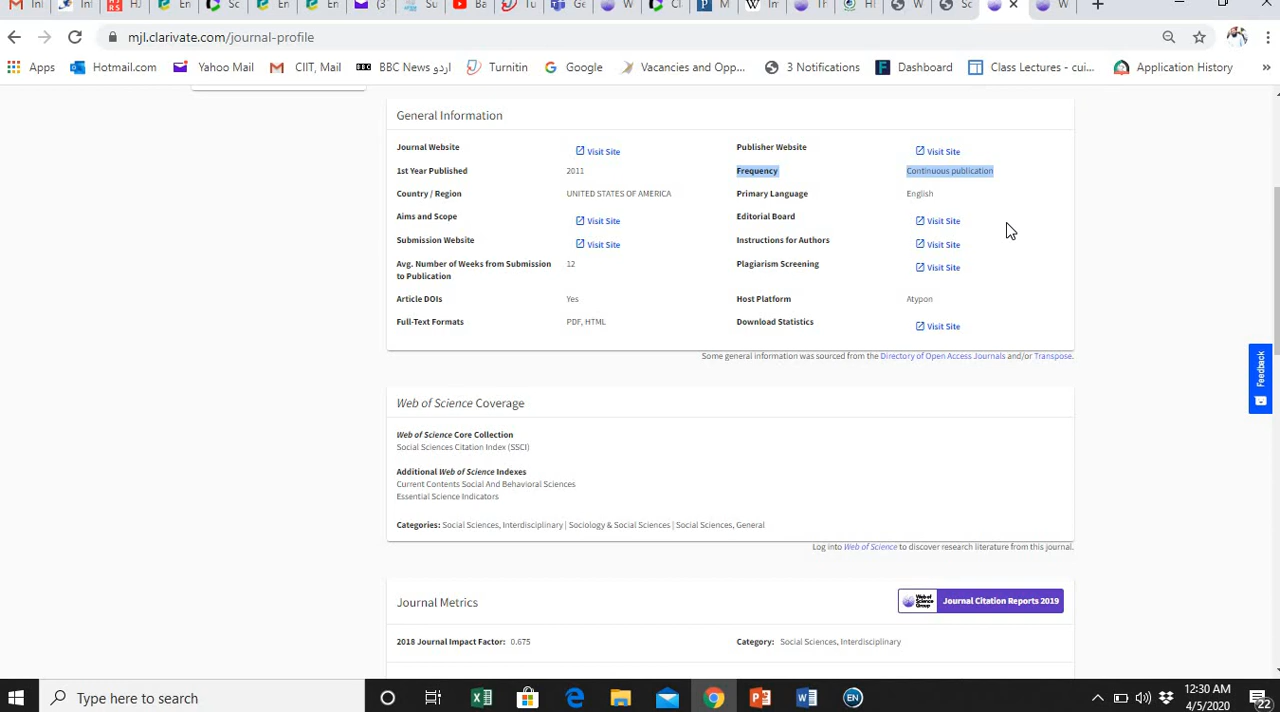 mjl.clarivate.com/journal-profile
Apps Hotmail.com Yahoo Mail CIIT, Mail BBC News اردو Turnitin Google Vacancies and Opp... 3 Notifications Dashboard Class Lectures - cui... Application History »
General Information
Journal Website Visit Site Publisher Website Visit Site
1st Year Published 2011 Frequency Continuous publication
Country / Region UNITED STATES OF AMERICA Primary Language English
Aims and Scope Visit Site Editorial Board Visit Site
Submission Website Visit Site Instructions for Authors Visit Site
Avg. Number of Weeks from Submission 12 Plagiarism Screening Visit Site
to Publication
Article DOIs Yes Host Platform Atypon
Full-Text Formats PDF, HTML Download Statistics Visit Site
Some general information was sourced from the Directory of Open Access Journals and/or Transpose.
Feedback
Web of Science Coverage
Web of Science Core Collection
Social Sciences Citation Index (SSCI)
Additional Web of Science Indexes
Current Contents Social And Behavioral Sciences
Essential Science Indicators
Categories: Social Sciences, Interdisciplinary | Sociology & Social Sciences | Social Sciences, General
Log into Web of Science to discover research literature from this journal.
Journal Metrics Web of Science Group Journal Citation Reports 2019
2018 Journal Impact Factor: 0.675 Category: Social Sciences, Interdisciplinary
Type here to search
EN
12:30 AM
4/5/2020
22